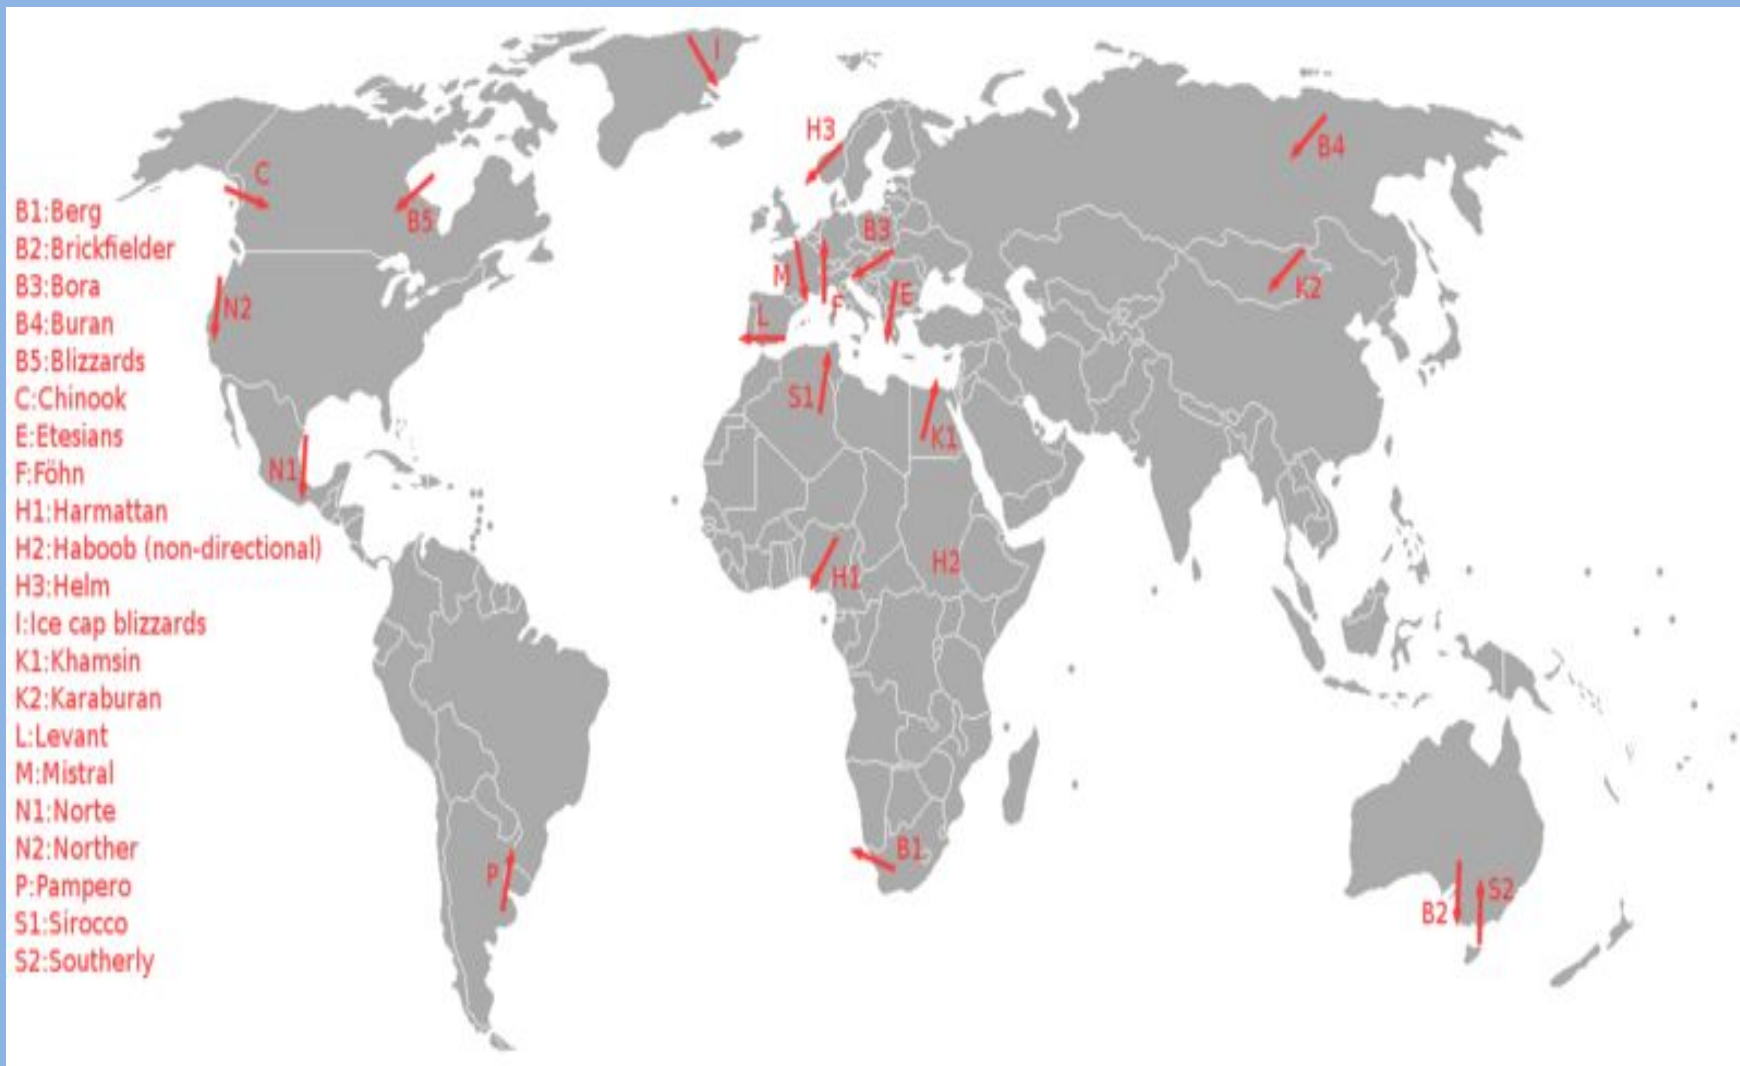 B1:Berg
B2:Brickfielder
B3:Bora
B4:Buran
B5:Blizzards
C:Chinook
E:Etesians
F:Föhn
H1:Harmattan
H2:Haboob (non-directional)
H3:Helm
I:Ice cap blizzards
K1:Khamsin
K2:Karaburan
L:Levant
M:Mistral
N1:Norte
N2:Norther
P:Pampero
S1:Sirocco
S2:Southerly
I
H3
B4
C
B5
B3
M
K2
E
N2
F
L
S1
K1
N1
H2
H1
B1
P
S2
B2